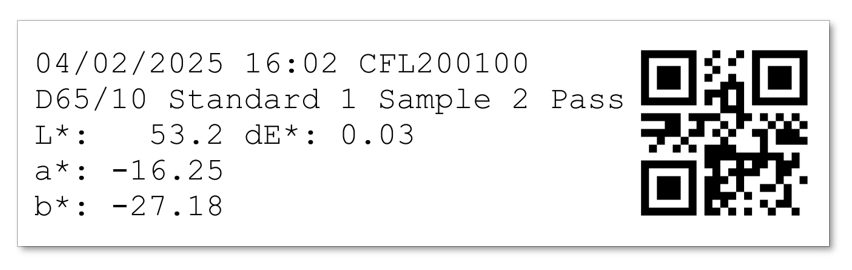 04/02/2025 16:02 CFL200100
D65/10 Standard 1 Sample 2 Pass
L*:   53.2 dE*: 0.03
a*: -16.25
b*: -27.18